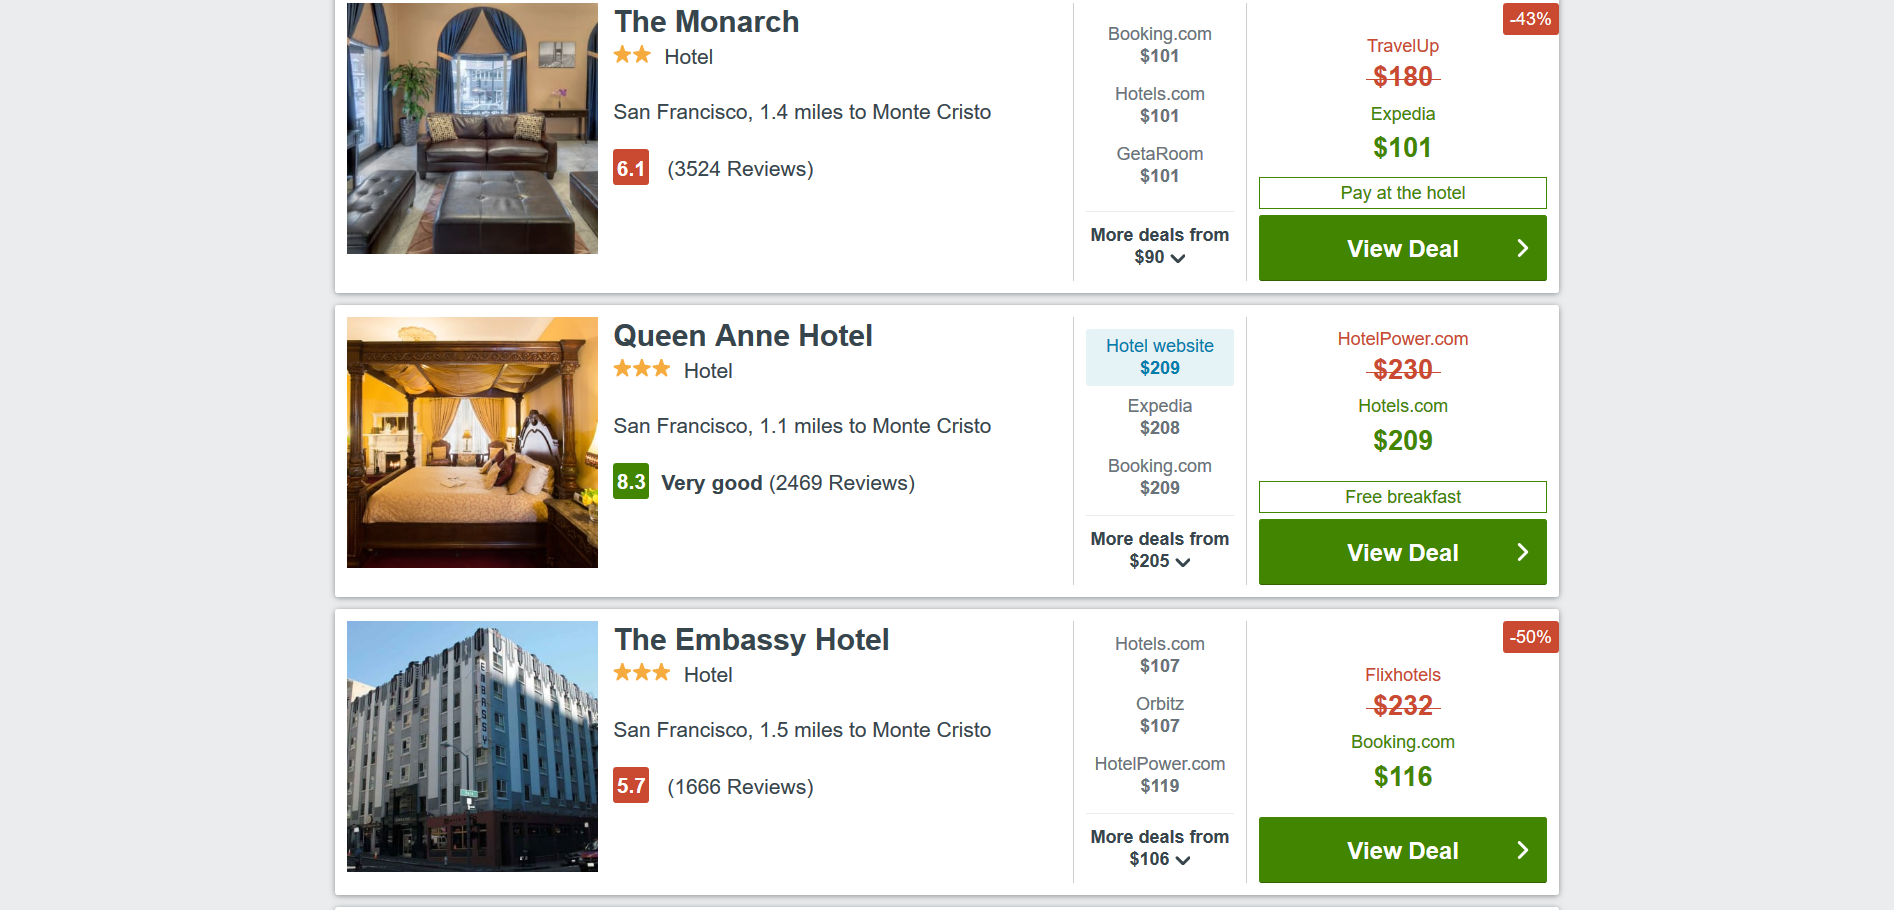 The Monarch
Hotel
San Francisco, 1.4 miles to Monte Cristo
6.1 (3524 Reviews)
Booking.com
$101
Hotels.com
$101
GetaRoom
$101
More deals from
$90
-43%
TravelUp
$180
Expedia
$101
Pay at the hotel
View Deal
Queen Anne Hotel
Hotel
San Francisco, 1.1 miles to Monte Cristo
8.3 Very good (2469 Reviews)
Hotel website
$209
Expedia
$208
Booking.com
$209
More deals from
$205
HotelPower.com
$230
Hotels.com
$209
Free breakfast
View Deal
EMBASSY
The Embassy Hotel
Hotel
San Francisco, 1.5 miles to Monte Cristo
5.7 (1666 Reviews)
Hotels.com
$107
Orbitz
$107
HotelPower.com
$119
More deals from
$106
-50%
Flixhotels
$232
Booking.com
$116
View Deal